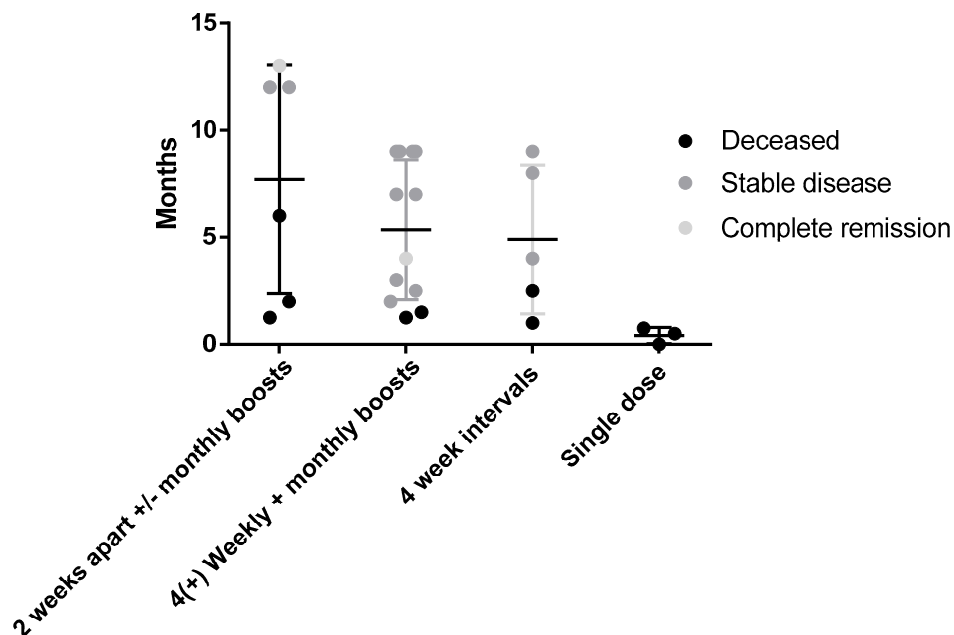 15
10
5
0
Months
Deceased
Stable disease
Complete remission
2 weeks apart +/- monthly boosts
4(+) Weekly + monthly boosts
4 week intervals
Single dose